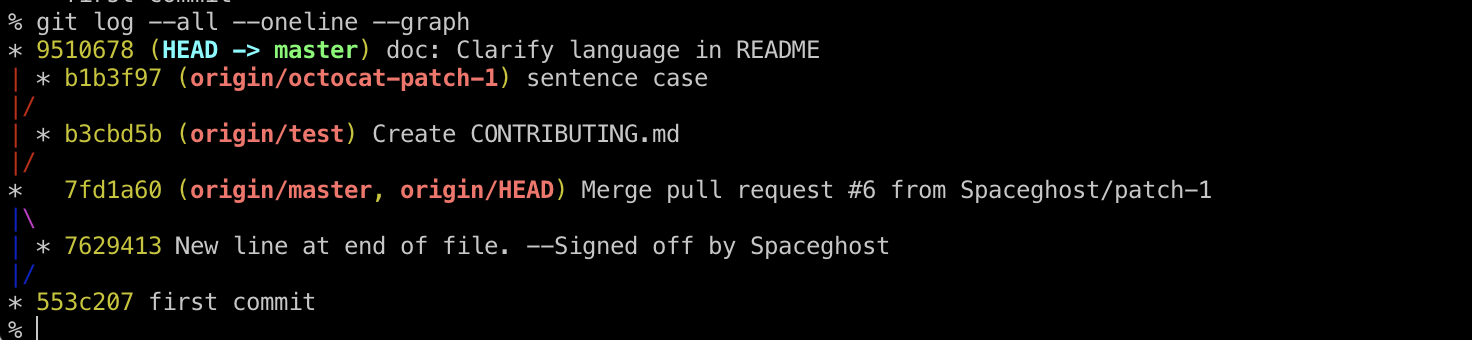 % git log --all --oneline --graph
* 9510678 (HEAD -> master) doc: Clarify language in README
| * b1b3f97 (origin/octocat-patch-1) sentence case
|/
| * b3cbd5b (origin/test) Create CONTRIBUTING.md
|/
*   7fd1a60 (origin/master, origin/HEAD) Merge pull request #6 from Spaceghost/patch-1
|\
| * 7629413 New line at end of file. --Signed off by Spaceghost
|/
* 553c207 first commit
%